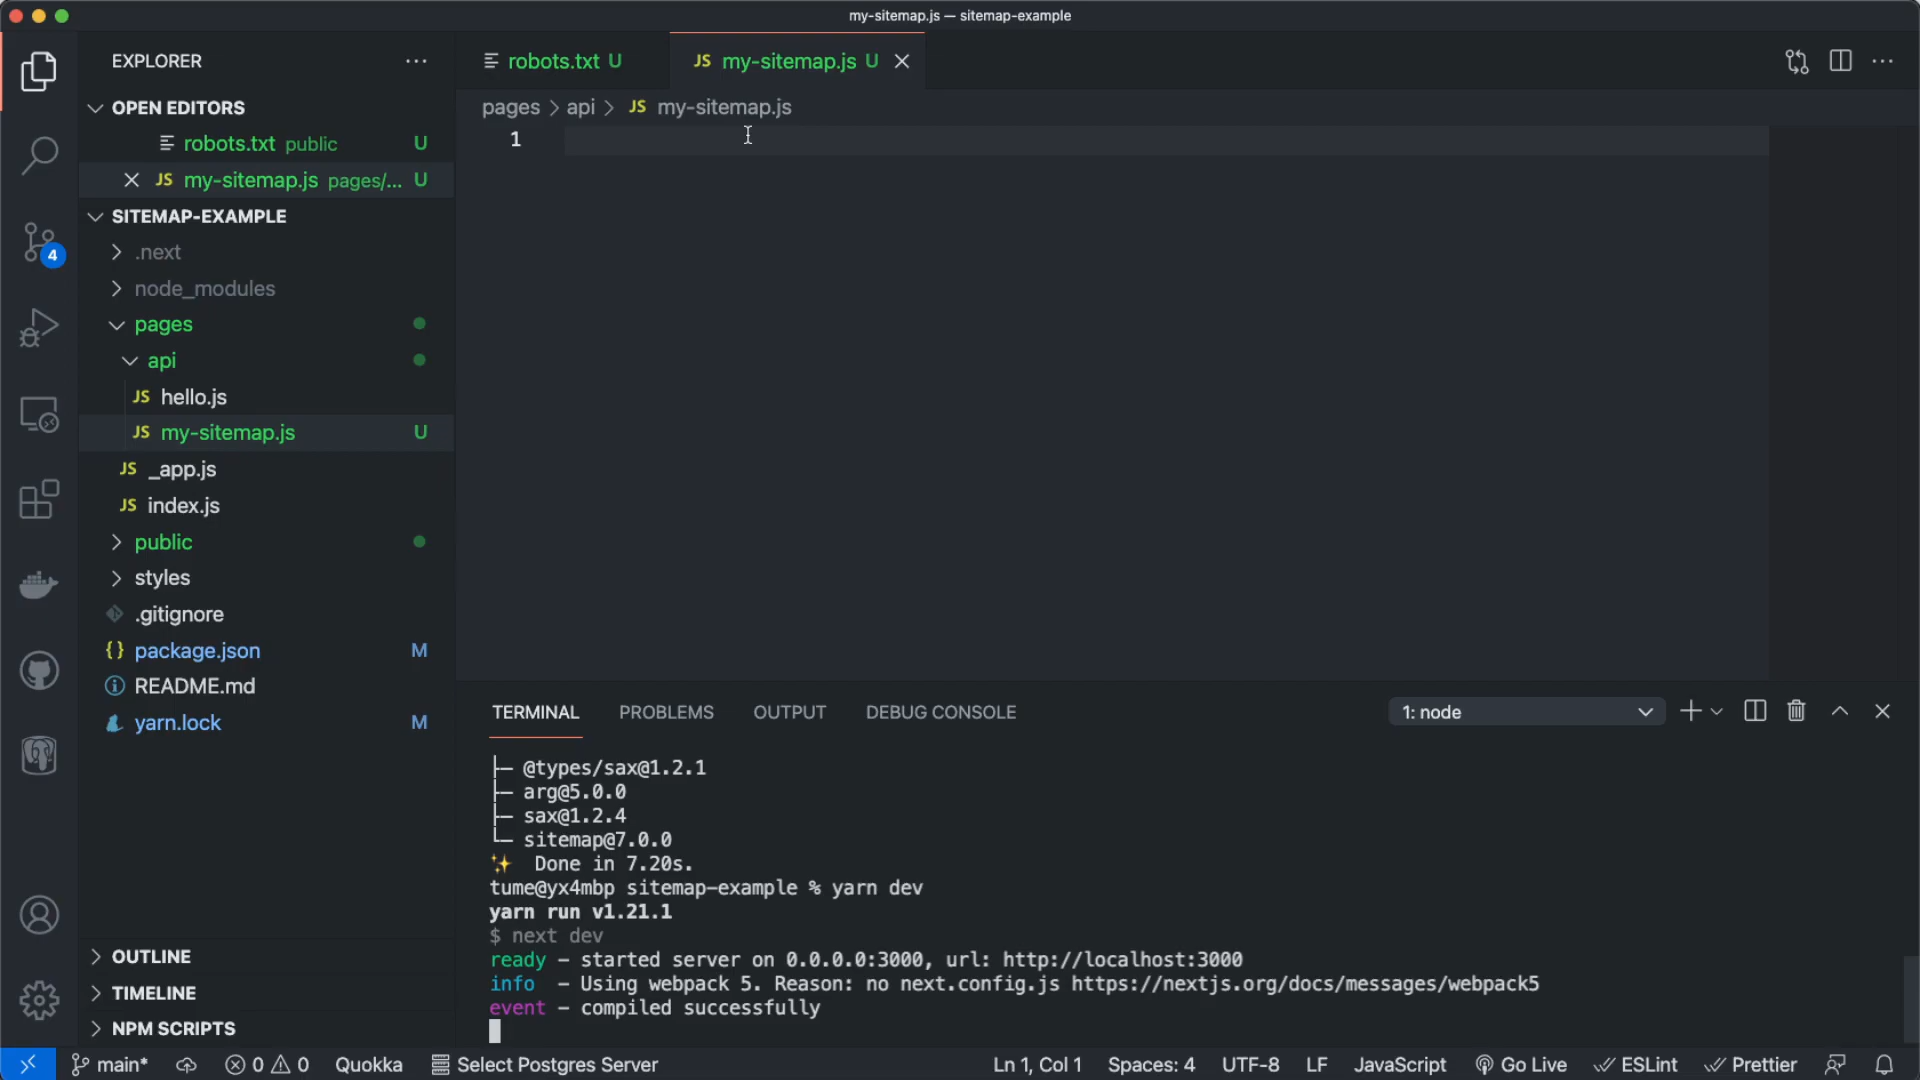 my-sitemap.js — sitemap-example
EXPLORER
OPEN EDITORS
robots.txt public U
JS my-sitemap.js pages/... U
SITEMAP-EXAMPLE
.next
node_modules
pages
api
JS hello.js
JS my-sitemap.js U
JS _app.js
JS index.js
public
styles
.gitignore
{} package.json M
README.md
yarn.lock M
OUTLINE
TIMELINE
NPM SCRIPTS
4
robots.txt U
JS my-sitemap.js U
pages > api > JS my-sitemap.js
1
TERMINAL PROBLEMS OUTPUT DEBUG CONSOLE 1: node
├─ @types/sax@1.2.1
├─ arg@5.0.0
├─ sax@1.2.4
└─ sitemap@7.0.0
✨ Done in 7.20s.
tume@yx4mbp sitemap-example % yarn dev
yarn run v1.21.1
$ next dev
ready – started server on 0.0.0.0:3000, url: http://localhost:3000
info – Using webpack 5. Reason: no next.config.js https://nextjs.org/docs/messages/webpack5
event – compiled successfully
main* 0 0 Quokka Select Postgres Server Ln 1, Col 1 Spaces: 4 UTF-8 LF JavaScript Go Live ESLint Prettier